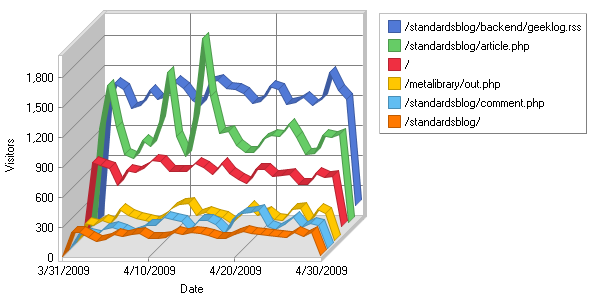 /standardsblog/backend/geeklog.rss
/standardsblog/article.php
/
/metalibrary/out.php
/standardsblog/comment.php
/standardsblog/
Visitors
1,800
1,500
1,200
900
600
300
0
3/31/2009 4/10/2009 4/20/2009 4/30/2009
Date